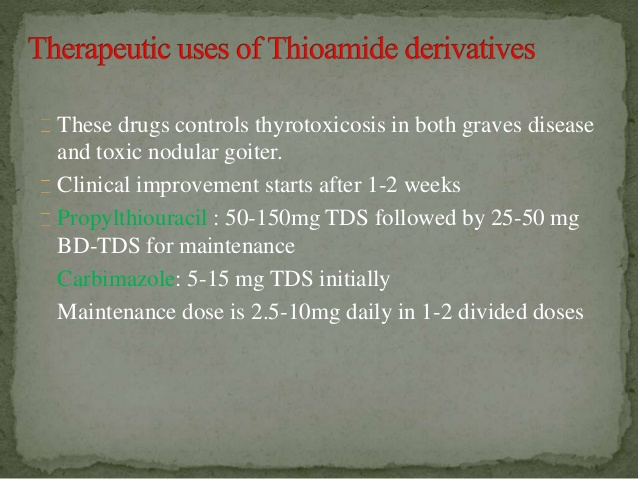 Therapeutic uses of Thioamide derivatives
These drugs controls thyrotoxicosis in both graves disease
and toxic nodular goiter.
Clinical improvement starts after 1-2 weeks
Propylthiouracil : 50-150mg TDS followed by 25-50 mg
BD-TDS for maintenance
Carbimazole: 5-15 mg TDS initially
Maintenance dose is 2.5-10mg daily in 1-2 divided doses